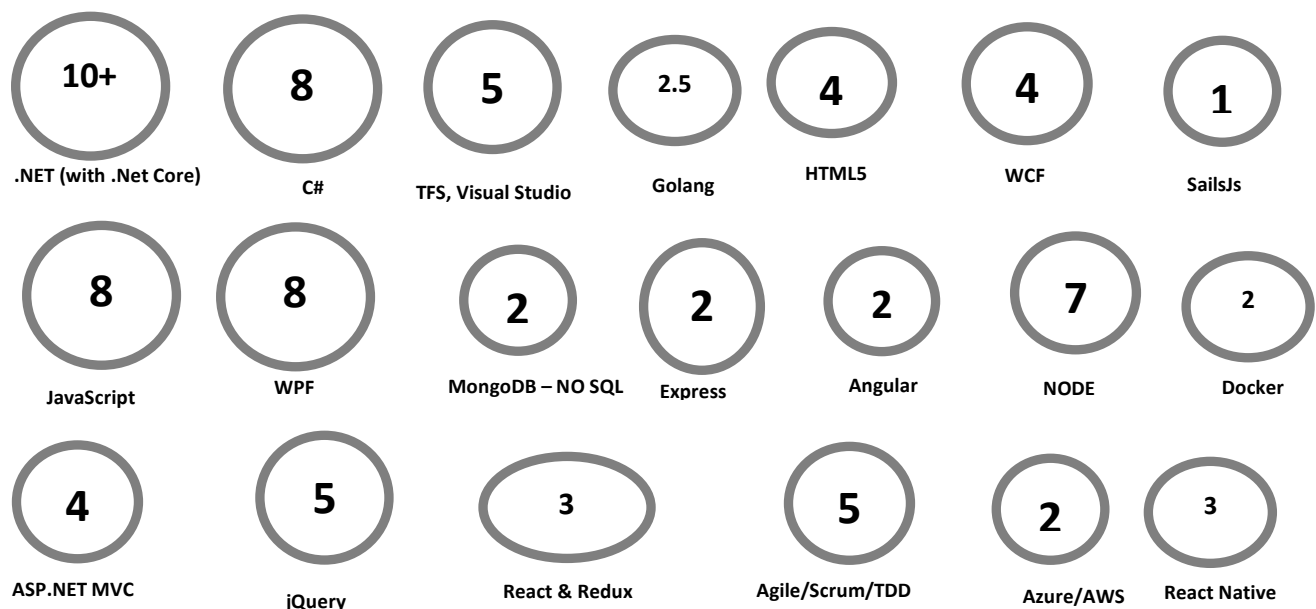 10+ 8 5 2.5 4 4 1
.NET (with .Net Core) C# TFS, Visual Studio Golang HTML5 WCF SailsJs
8 8 2 2 2 7 2
JavaScript WPF MongoDB – NO SQL Express Angular NODE Docker
4 5 3 5 2 3
ASP.NET MVC jQuery React & Redux Agile/Scrum/TDD Azure/AWS React Native